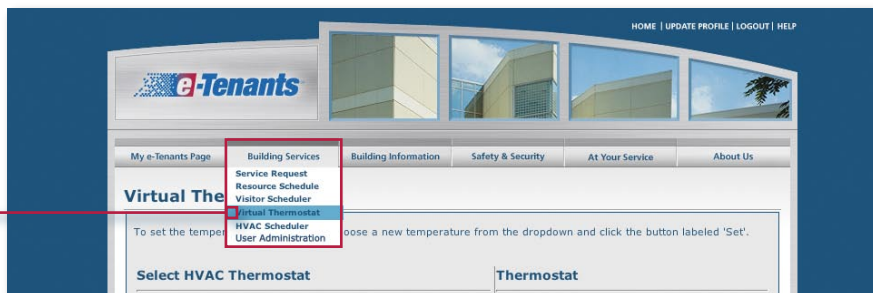 HOME | UPDATE PROFILE | LOGOUT | HELP
e-Tenants
My e-Tenants Page Building Services Building Information Safety & Security At Your Service About Us
Service Request
Resource Schedule
Visitor Scheduler
Virtual Thermostat
HVAC Scheduler
User Administration
Virtual The
To set the temper oose a new temperature from the dropdown and click the button labeled 'Set'.
Select HVAC Thermostat Thermostat